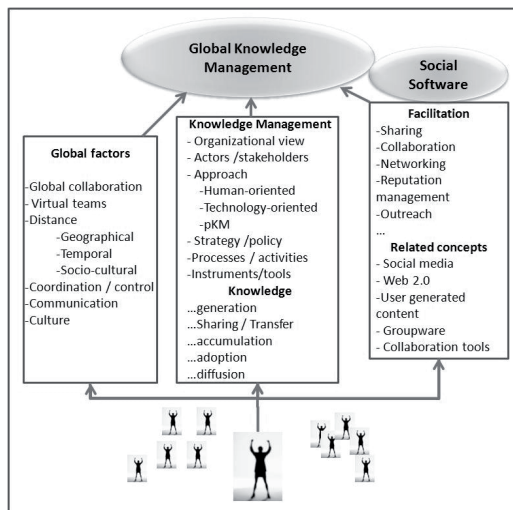 Global Knowledge
Management
Social
Software
Global factors
-Global collaboration
- Virtual teams
-Distance
-Geographical
-Temporal
-Socio-cultural
-Coordination / control
-Communication
-Culture
Knowledge Management
- Organizational view
- Actors /stakeholders
- Approach
-Human-oriented
-Technology-oriented
-pKM
-Strategy /policy
-Processes / activities
-Instruments/tools
Knowledge
...generation
...Sharing / Transfer
...accumulation
...adoption
...diffusion
Facilitation
-Sharing
-Collaboration
-Networking
-Reputation
management
-Outreach
...
Related concepts
- Social media
- Web 2.0
-User generated
content
- Groupware
- Collaboration tools